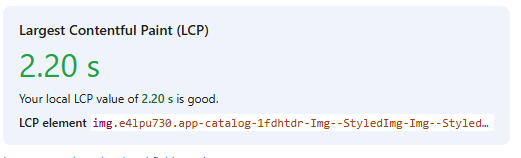 Largest Contentful Paint (LCP)
2.20 s
Your local LCP value of 2.20 s is good.
LCP element img.e4lpu730.app-catalog-1fdhtdr-Img--StyledImg-Img--Styled…